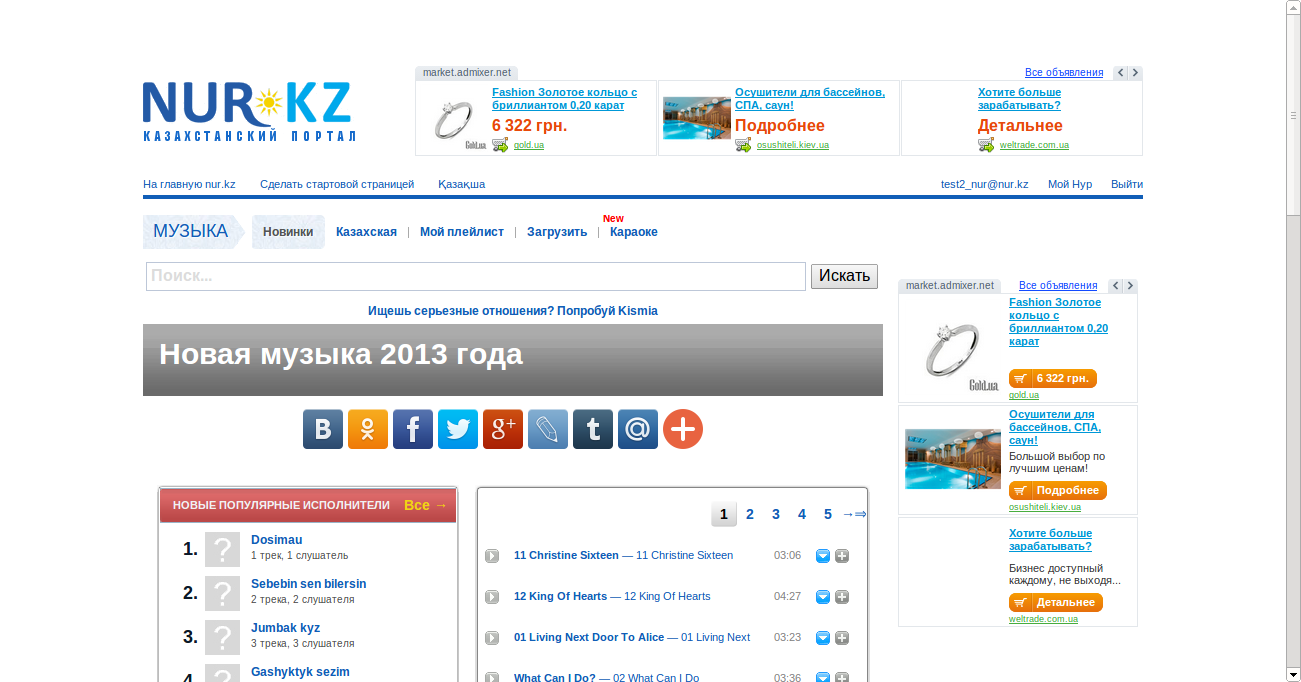 market.admixer.net
Все объявления
NUR KZ
КАЗАХСТАНСКИЙ ПОРТАЛ
Fashion Золотое кольцо с
бриллиантом 0,20 карат
6 322 грн.
Gold.ua
gold.ua
Осушители для бассейнов,
СПА, саун!
Подробнее
osushiteli.kiev.ua
Хотите больше
зарабатывать?
Детальнее
weltrade.com.ua
На главную nur.kz Сделать стартовой страницей Қазақша
test2_nur@nur.kz Мой Нур Выйти
New
МУЗЫКА Новинки Казахская | Мой плейлист | Загрузить | Караоке
Поиск... Искать
Ищешь серьезные отношения? Попробуй Kismia
Новая музыка 2013 года
B f g+ t @
НОВЫЕ ПОПУЛЯРНЫЕ ИСПОЛНИТЕЛИ Все →
1. ? Dosimau
1 трек, 1 слушатель
2. ? Sebebin sen bilersin
2 трека, 2 слушателя
3. ? Jumbak kyz
3 трека, 3 слушателя
4. ? Gashyktyk sezim
1 2 3 4 5 →⇒
11 Christine Sixteen — 11 Christine Sixteen 03:06
12 King Of Hearts — 12 King Of Hearts 04:27
01 Living Next Door To Alice — 01 Living Next 03:23
What Can I Do? — 02 What Can I Do 03:36
market.admixer.net
Все объявления
Fashion Золотое
кольцо с
бриллиантом 0,20
карат
Gold.ua
6 322 грн.
gold.ua
Осушители для
бассейнов, СПА,
саун!
Большой выбор по
лучшим ценам!
Подробнее
osushiteli.kiev.ua
Хотите больше
зарабатывать?
Бизнес доступный
каждому, не выходя...
Детальнее
weltrade.com.ua